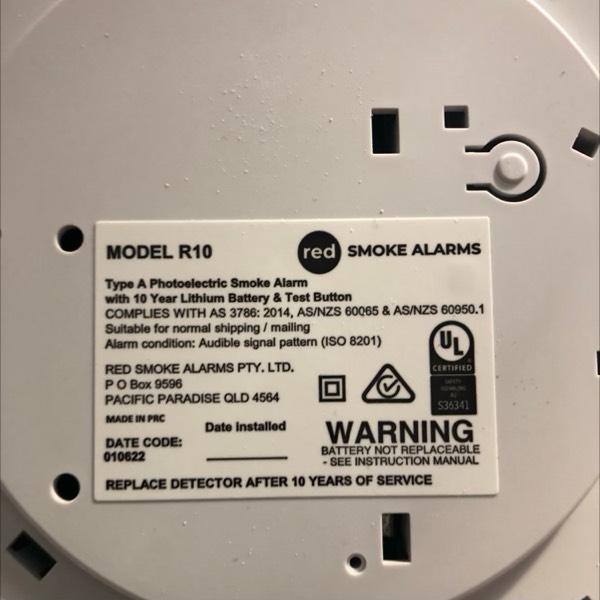 MODEL R10
red SMOKE ALARMS
Type A Photoelectric Smoke Alarm
with 10 Year Lithium Battery & Test Button
COMPLIES WITH AS 3786: 2014, AS/NZS 60065 & AS/NZS 60950.1
Suitable for normal shipping / mailing
Alarm condition: Audible signal pattern (ISO 8201)
UL
CERTIFIED
S36341
RED SMOKE ALARMS PTY. LTD.
P O Box 9596
PACIFIC PARADISE QLD 4564
MADE IN PRC
Date installed
DATE CODE:
010622
WARNING
BATTERY NOT REPLACEABLE
- SEE INSTRUCTION MANUAL
REPLACE DETECTOR AFTER 10 YEARS OF SERVICE